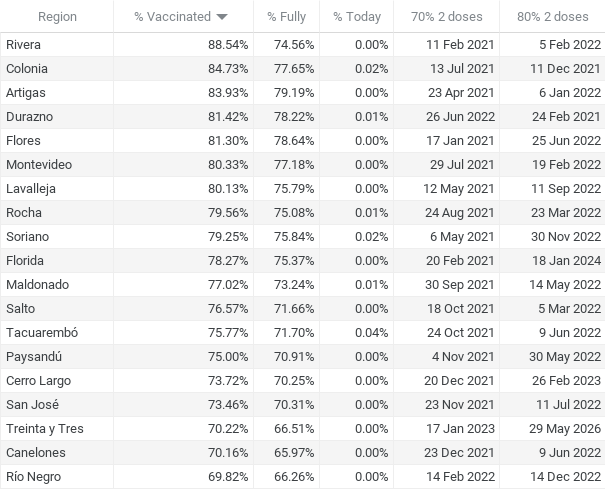 Region % Vaccinated % Fully % Today 70% 2 doses 80% 2 doses
Rivera 88.54% 74.56% 0.00% 11 Feb 2021 5 Feb 2022
Colonia 84.73% 77.65% 0.02% 13 Jul 2021 11 Dec 2021
Artigas 83.93% 79.19% 0.00% 23 Apr 2021 6 Jan 2022
Durazno 81.42% 78.22% 0.01% 26 Jun 2022 24 Feb 2021
Flores 81.30% 78.64% 0.00% 17 Jan 2021 25 Jun 2022
Montevideo 80.33% 77.18% 0.00% 29 Jul 2021 19 Feb 2022
Lavalleja 80.13% 75.79% 0.00% 12 May 2021 11 Sep 2022
Rocha 79.56% 75.08% 0.01% 24 Aug 2021 23 Mar 2022
Soriano 79.25% 75.84% 0.02% 6 May 2021 30 Nov 2022
Florida 78.27% 75.37% 0.00% 20 Feb 2021 18 Jan 2024
Maldonado 77.02% 73.24% 0.01% 30 Sep 2021 14 May 2022
Salto 76.57% 71.66% 0.00% 18 Oct 2021 5 Mar 2022
Tacuarembó 75.77% 71.70% 0.04% 24 Oct 2021 9 Jun 2022
Paysandú 75.00% 70.91% 0.00% 4 Nov 2021 30 May 2022
Cerro Largo 73.72% 70.25% 0.00% 20 Dec 2021 26 Feb 2023
San José 73.46% 70.31% 0.00% 23 Nov 2021 11 Jul 2022
Treinta y Tres 70.22% 66.51% 0.00% 17 Jan 2023 29 May 2026
Canelones 70.16% 65.97% 0.00% 23 Dec 2021 9 Jun 2022
Río Negro 69.82% 66.26% 0.00% 14 Feb 2022 14 Dec 2022